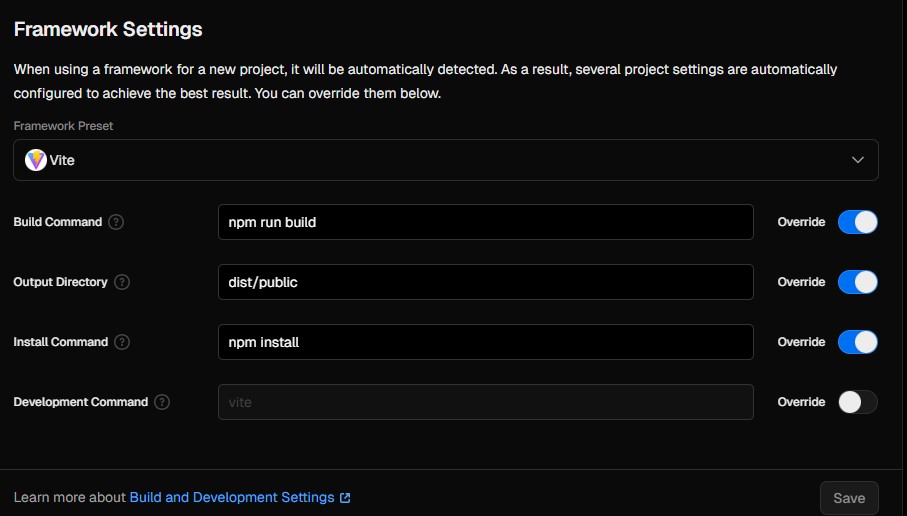 Framework Settings
When using a framework for a new project, it will be automatically detected. As a result, several project settings are automatically
configured to achieve the best result. You can override them below.
Framework Preset
Vite
Build Command ?
npm run build
Override
Output Directory ?
dist/public
Override
Install Command ?
npm install
Override
Development Command ?
vite
Override
Learn more about Build and Development Settings
Save